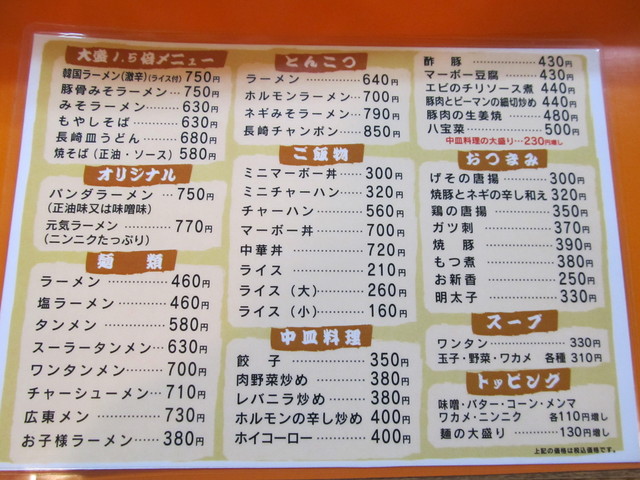 大盛1.5倍メニュー
韓国ラーメン(激辛)(ライス付) 750円
豚骨みそラーメン…… 750円
みそラーメン………… 630円
もやしそば…………… 630円
長崎皿うどん………… 680円
焼そば（正油・ソース） 580円
オリジナル
パンダラーメン……… 750円
(正油味又は味噌味)
元気ラーメン………… 770円
(ニンニクたっぷり)
麺類
ラーメン……………… 460円
塩ラーメン…………… 460円
タンメン……………… 580円
スーラータンメン…… 630円
ワンタンメン………… 700円
チャーシューメン…… 710円
広東メン……………… 730円
お子様ラーメン……… 380円
とんこつ
ラーメン……………… 640円
ホルモンラーメン…… 700円
ネギみそラーメン…… 790円
長崎チャンポン……… 850円
ご飯物
ミニマーボー丼……… 300円
ミニチャーハン……… 320円
チャーハン…………… 560円
マーボー丼…………… 700円
中華丼………………… 720円
ライス………………… 210円
ライス（大）………… 260円
ライス（小）………… 160円
中皿料理
餃子…………………… 350円
肉野菜炒め…………… 380円
レバニラ炒め………… 380円
ホルモンの辛し炒め… 400円
ホイコーロー………… 400円
酢豚…………………… 430円
マーボー豆腐………… 430円
エビのチリソース煮… 440円
豚肉とピーマンの細切炒め… 440円
豚肉の生姜焼………… 480円
八宝菜………………… 500円
中皿料理の大盛り…230円増し
おつまみ
げその唐揚…………… 300円
焼豚とネギの辛し和え 320円
鶏の唐揚……………… 350円
ガツ刺………………… 370円
焼豚…………………… 390円
もつ煮………………… 380円
お新香………………… 250円
明太子………………… 330円
スープ
ワンタン……………… 330円
玉子・野菜・ワカメ 各種 310円
トッピング
味噌・バター・コーン・メンマ
ワカメ・ニンニク 各110円増し
麺の大盛り…………130円増し
上記の価格は税込価格です。